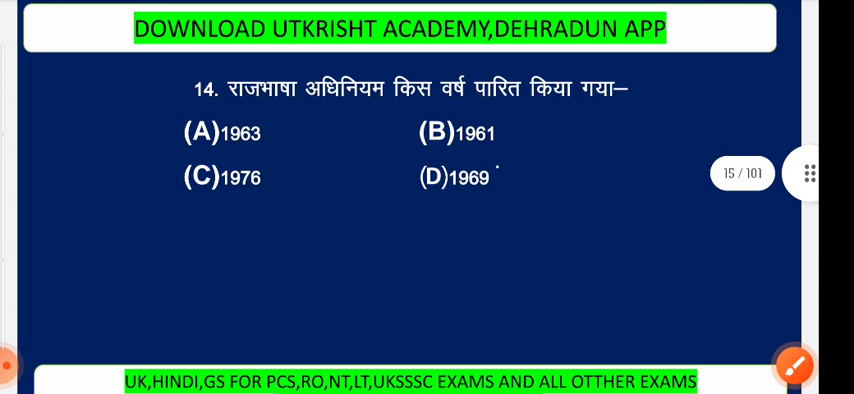 DOWNLOAD UTKRISHT ACADEMY,DEHRADUN APP
14. राजभाषा अधिनियम किस वर्ष पारित किया गया–
(A)1963 (B)1961
(C)1976 (D)1969
15 / 101
UK,HINDI,GS FOR PCS,RO,NT,LT,UKSSSC EXAMS AND ALL OTTHER EXAMS